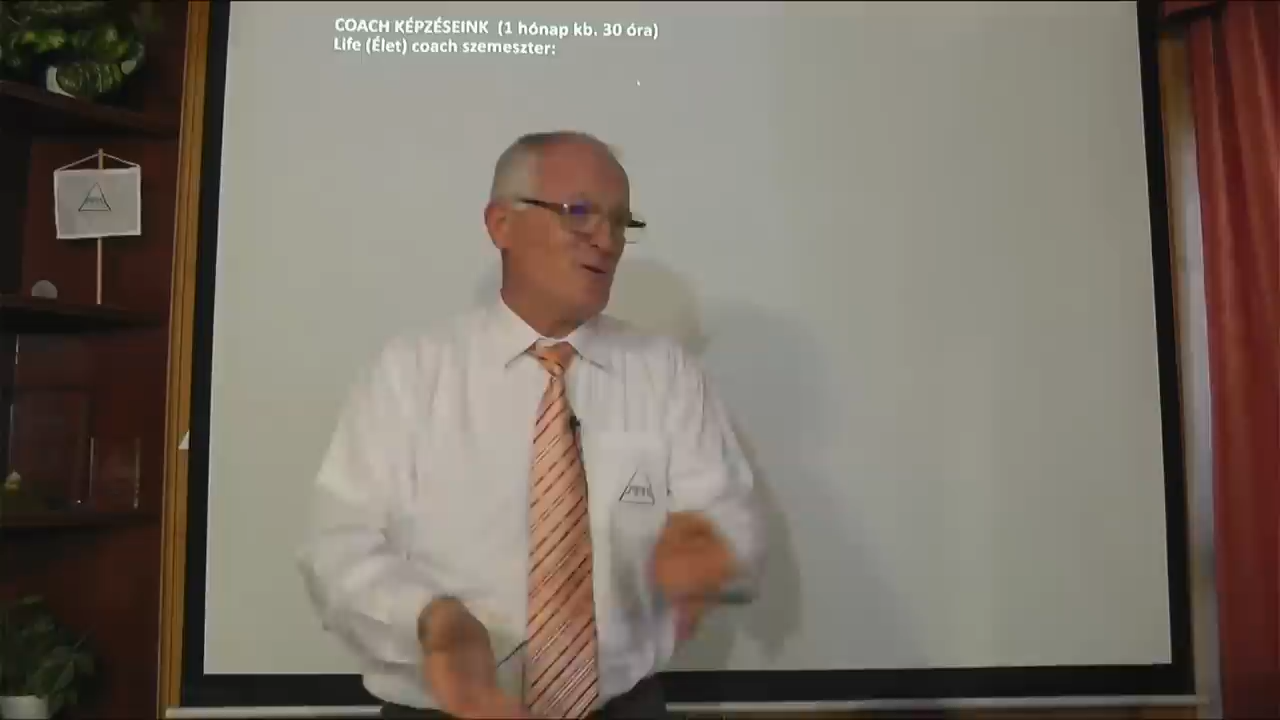 COACH KÉPZÉSEINK (1 hónap kb. 30 óra)
Life (Élet) coach szemeszter: